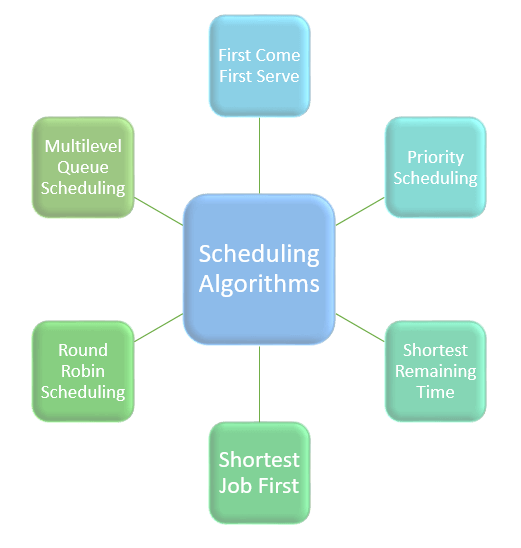 First Come
First Serve
Multilevel
Queue
Scheduling
Priority
Scheduling
Scheduling
Algorithms
Round
Robin
Scheduling
Shortest
Remaining
Time
Shortest
Job First